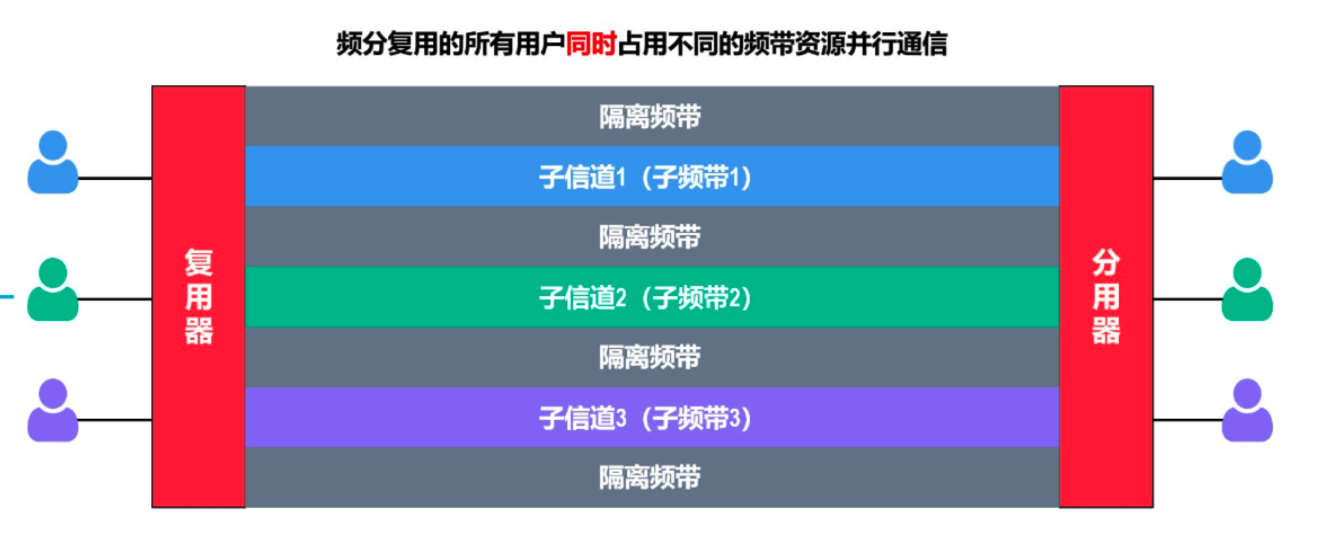 频分复用的所有用户同时占用不同的频带资源并行通信
隔离频带
子信道1（子频带1）
隔离频带
复用器
子信道2（子频带2）
分用器
隔离频带
子信道3（子频带3）
隔离频带